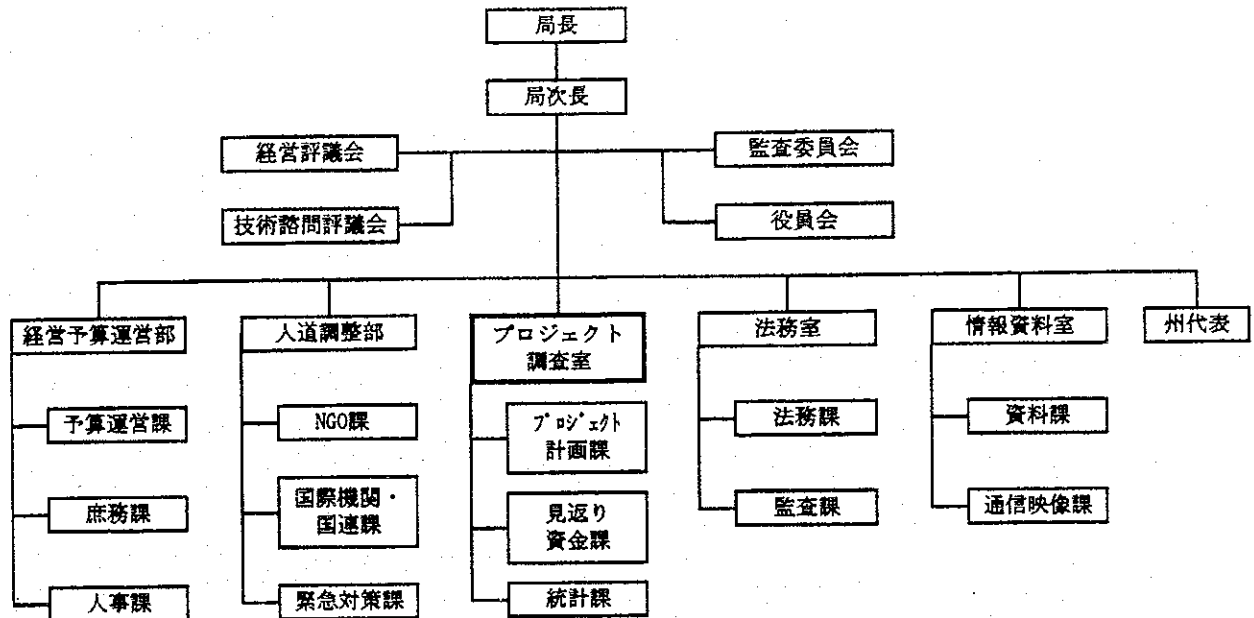 局長
局次長
経営評議会
監査委員会
技術諮問評議会
役員会
経営予算運営部
人道調整部
プロジェクト
調査室
法務室
情報資料室
州代表
予算運営課
NGO課
プロジェクト
計画課
法務課
資料課
庶務課
国際機関・
国連課
見返り
資金課
監査課
通信映像課
人事課
緊急対策課
統計課